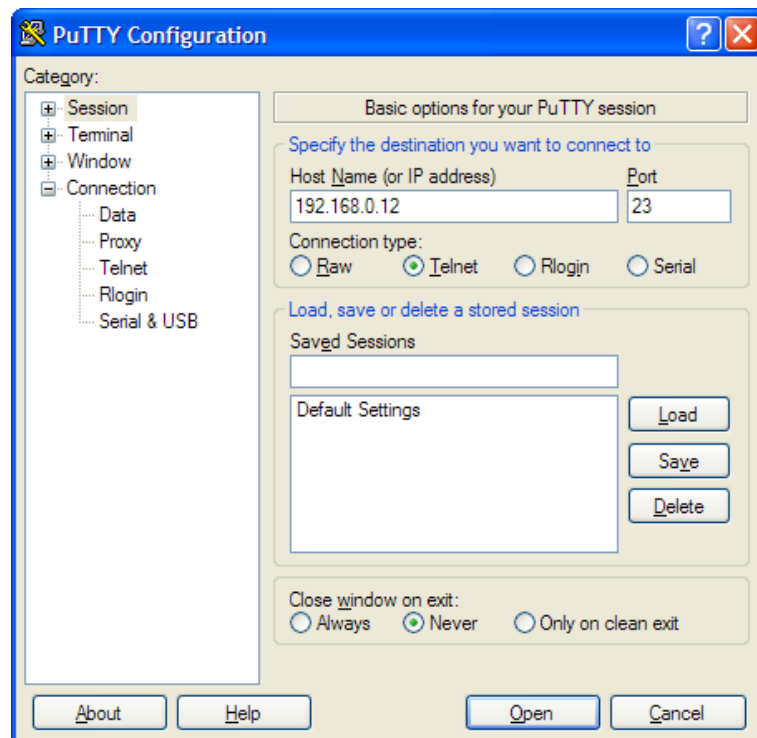 PuTTY Configuration
Category:
Session
Terminal
Window
Connection
Data
Proxy
Telnet
Rlogin
Serial & USB
Basic options for your PuTTY session
Specify the destination you want to connect to
Host Name (or IP address) Port
192.168.0.12 23
Connection type:
Raw Telnet Rlogin Serial
Load, save or delete a stored session
Saved Sessions
Default Settings
Load
Save
Delete
Close window on exit:
Always Never Only on clean exit
About Help Open Cancel